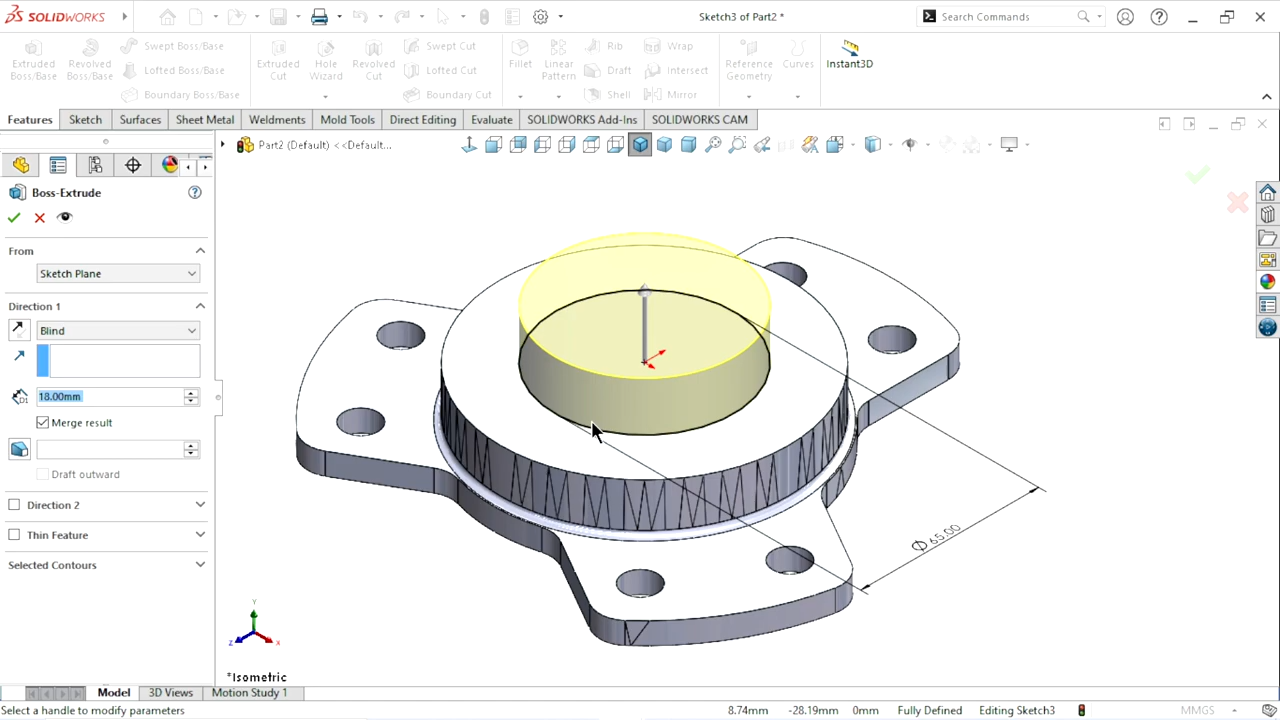 SOLIDWORKS
Sketch3 of Part2 *
Search Commands
Extruded Boss/Base
Revolved Boss/Base
Swept Boss/Base
Lofted Boss/Base
Boundary Boss/Base
Extruded Cut
Hole Wizard
Revolved Cut
Swept Cut
Lofted Cut
Boundary Cut
Fillet
Linear Pattern
Rib
Draft
Shell
Wrap
Intersect
Mirror
Reference Geometry
Curves
Instant3D
Features
Sketch
Surfaces
Sheet Metal
Weldments
Mold Tools
Direct Editing
Evaluate
SOLIDWORKS Add-Ins
SOLIDWORKS CAM
Part2 (Default) <<Default...
Boss-Extrude
From
Sketch Plane
Direction 1
Blind
18.00mm
Merge result
Draft outward
Direction 2
Thin Feature
Selected Contours
Ø 65.00
Y
Z
X
*Isometric
Model
3D Views
Motion Study 1
Select a handle to modify parameters
8.74mm
-28.19mm
0mm
Fully Defined
Editing Sketch3
MMGS